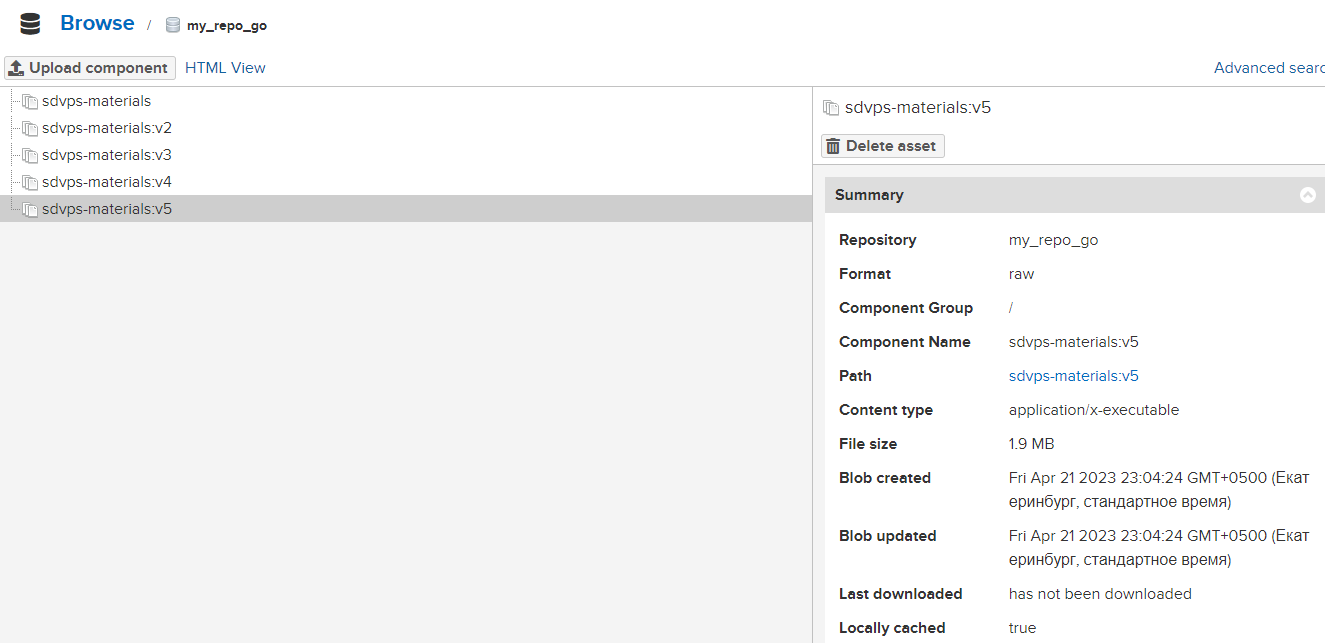 Browse / my_repo_go
Upload component HTML View Advanced searc
sdvps-materials
sdvps-materials:v2
sdvps-materials:v3
sdvps-materials:v4
sdvps-materials:v5
sdvps-materials:v5
Delete asset
Summary
Repository my_repo_go
Format raw
Component Group /
Component Name sdvps-materials:v5
Path sdvps-materials:v5
Content type application/x-executable
File size 1.9 MB
Blob created Fri Apr 21 2023 23:04:24 GMT+0500 (Екат
еринбург, стандартное время)
Blob updated Fri Apr 21 2023 23:04:24 GMT+0500 (Екат
еринбург, стандартное время)
Last downloaded has not been downloaded
Locally cached true